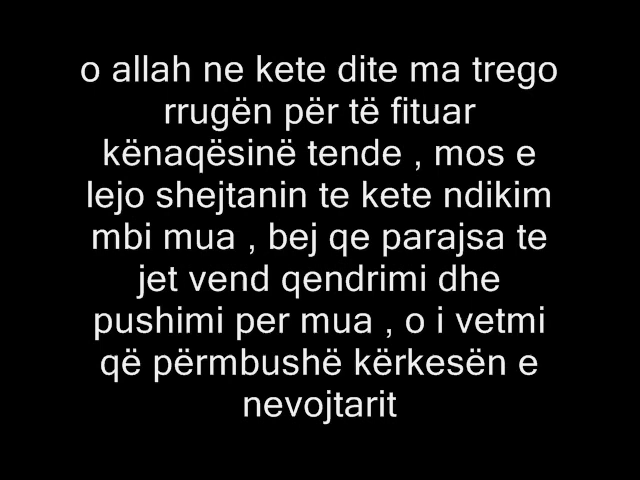 o allah ne kete dite ma trego
rrugën për të fituar
kënaqësinë tende , mos e
lejo shejtanin te kete ndikim
mbi mua , bej qe parajsa te
jet vend qendrimi dhe
pushimi per mua , o i vetmi
që përmbushë kërkesën e
nevojtarit